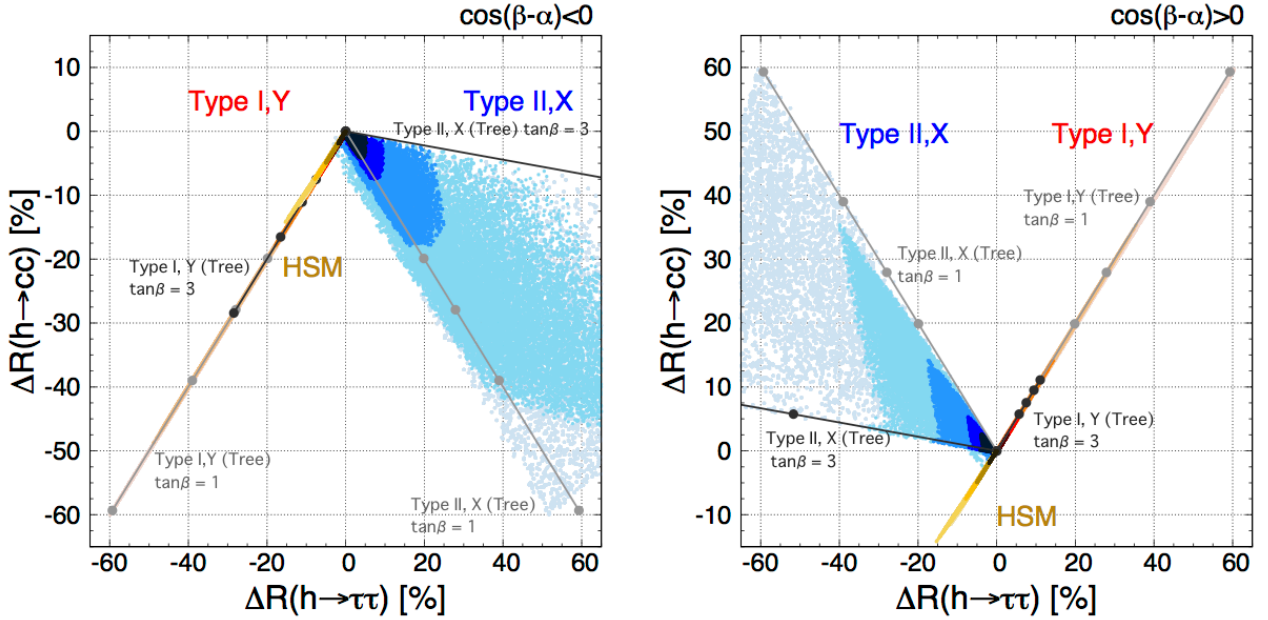 cos(β-α)<0
10
0
-10
-20
-30
-40
-50
-60
ΔR(h→cc) [%]
Type I,Y
Type II,X
Type II, X (Tree) tanβ = 3
HSM
Type I, Y (Tree)
tanβ = 3
Type I,Y (Tree)
tanβ = 1
Type II, X (Tree)
tanβ = 1
-60
-40
-20
0
20
40
60
ΔR(h→ττ) [%]
cos(β-α)>0
60
50
40
30
20
10
0
-10
ΔR(h→cc) [%]
Type II,X
Type I,Y
Type I,Y (Tree)
tanβ = 1
Type II, X (Tree)
tanβ = 1
Type I, Y (Tree)
tanβ = 3
Type II, X (Tree)
tanβ = 3
HSM
-60
-40
-20
0
20
40
60
ΔR(h→ττ) [%]